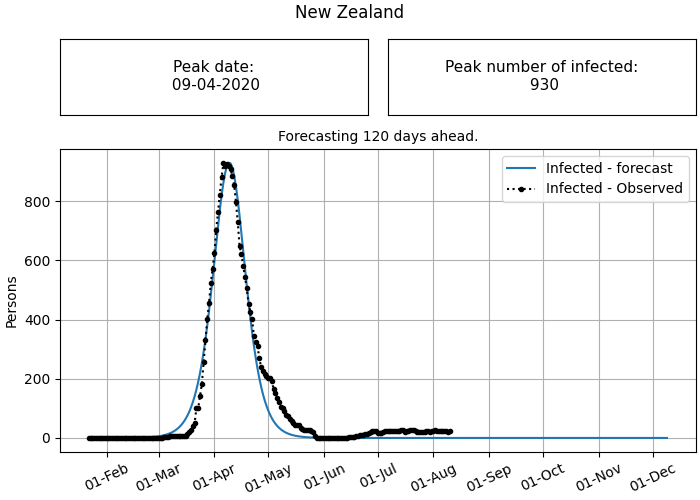 New Zealand
Peak date:
09-04-2020
Peak number of infected:
930
Forecasting 120 days ahead.
Infected - forecast
Infected - Observed
Persons
800
600
400
200
0
01-Feb
01-Mar
01-Apr
01-May
01-Jun
01-Jul
01-Aug
01-Sep
01-Oct
01-Nov
01-Dec